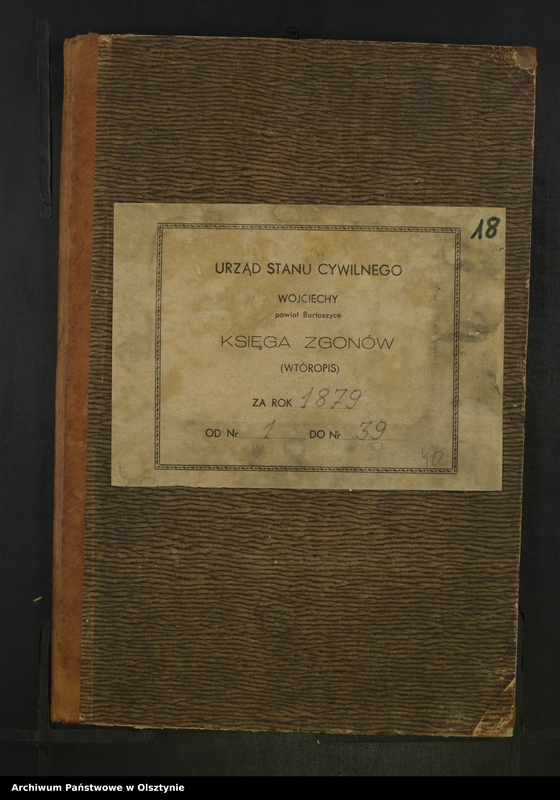 18
URZĄD STANU CYWILNEGO
WOJCIECHY
powiat Bartoszyce
KSIĘGA ZGONÓW
(WTÓROPIS)
ZA ROK 1879
OD Nr 1 DO Nr 39
40
Archiwum Państwowe w Olsztynie